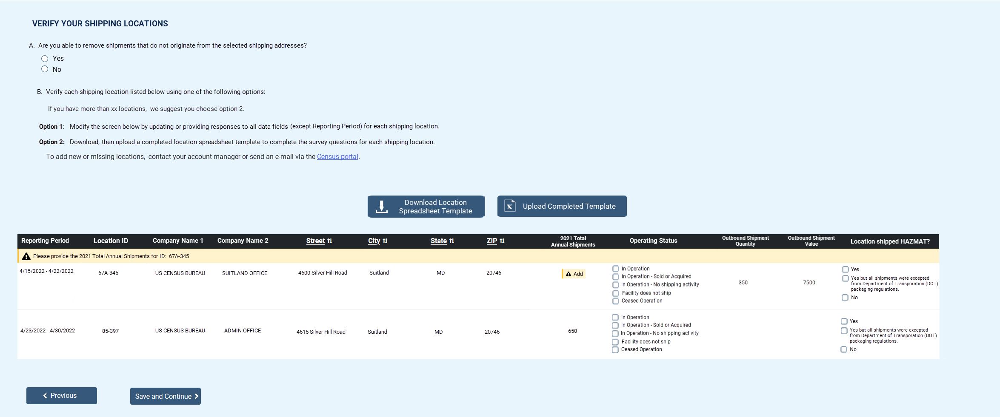 VERIFY YOUR SHIPPING LOCATIONS
A. Are you able to remove shipments that do not originate from the selected shipping addresses?
Yes
No
B. Verify each shipping location listed below using one of the following options:
If you have more than xx locations, we suggest you choose option 2.
Option 1: Modify the screen below by updating or providing responses to all data fields (except Reporting Period) for each shipping location.
Option 2: Download, then upload a completed location spreadsheet template to complete the survey questions for each shipping location.
To add new or missing locations, contact your account manager or send an e-mail via the Census portal.
Download Location
Spreadsheet Template
Upload Completed Template
Reporting Period Location ID Company Name 1 Company Name 2 Street City State ZIP 2021 Total Annual Shipments Operating Status Outbound Shipment Quantity Outbound Shipment Value Location shipped HAZMAT?
Please provide the 2021 Total Annual Shipments for ID: 67A-345
4/15/2022 - 4/22/2022 67A-345 US CENSUS BUREAU SUITLAND OFFICE 4600 Silver Hill Road Suitland MD 20746 Add
In Operation
In Operation - Sold or Acquired
In Operation - No shipping activity
Facility does not ship
Ceased Operation
350 7500
Yes
Yes but all shipments were excepted
from Department of Transporation (DOT)
packaging regulations.
No
4/23/2022 - 4/30/2022 85-397 US CENSUS BUREAU ADMIN OFFICE 4615 Silver Hill Road Suitland MD 20746 650
In Operation
In Operation - Sold or Acquired
In Operation - No shipping activity
Facility does not ship
Ceased Operation
Yes
Yes but all shipments were excepted
from Department of Transporation (DOT)
packaging regulations.
No
Previous
Save and Continue